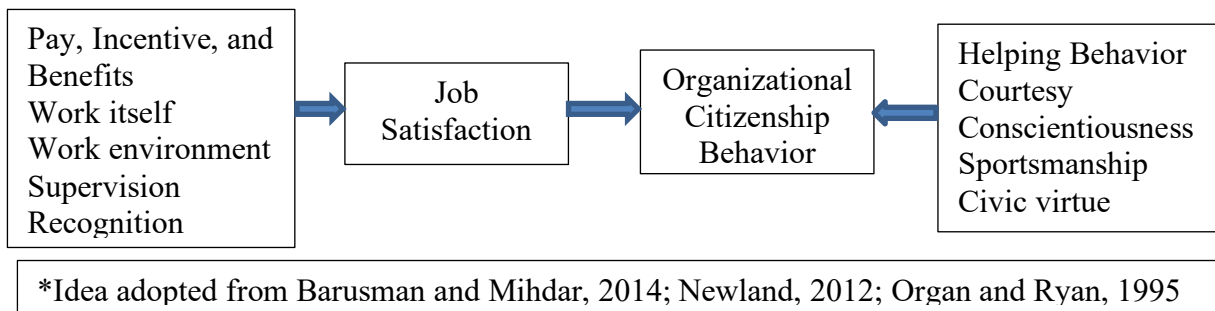 Pay, Incentive, and
Benefits
Work itself
Work environment
Supervision
Recognition
Job
Satisfaction
Organizational
Citizenship
Behavior
Helping Behavior
Courtesy
Conscientiousness
Sportsmanship
Civic virtue
*Idea adopted from Barusman and Mihdar, 2014; Newland, 2012; Organ and Ryan, 1995